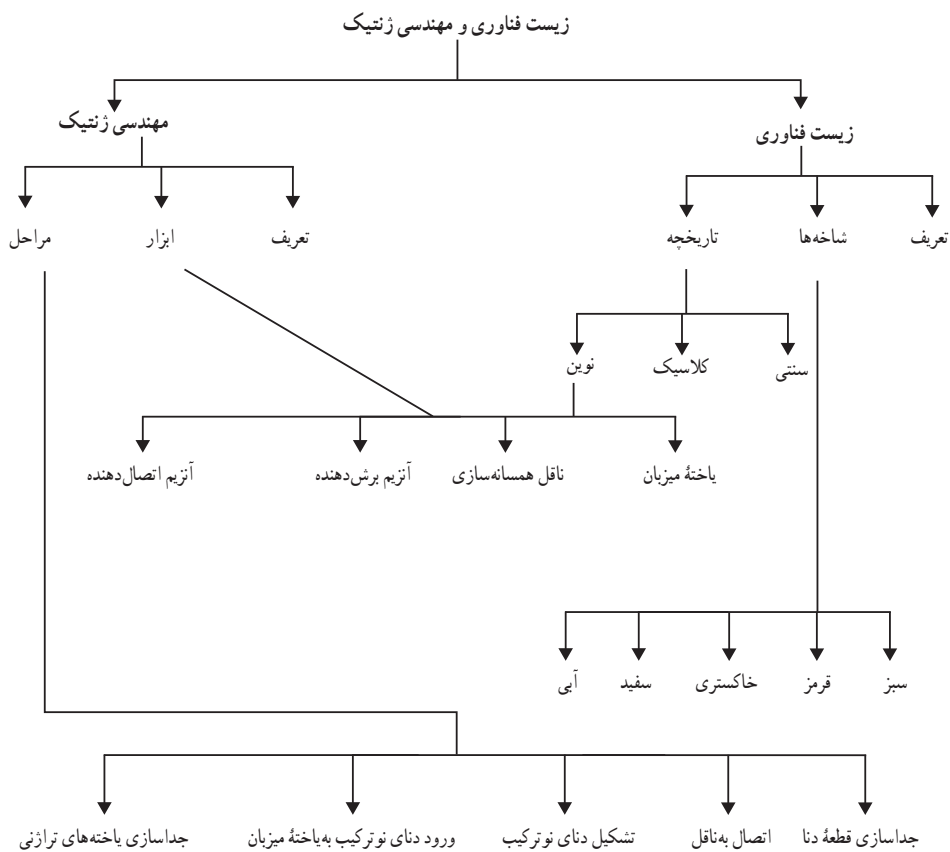 زیست فناوری و مهندسی ژنتیک
زیست فناوری
مهندسی ژنتیک
تعریف
شاخه‌ها
تاریخچه
تعریف
ابزار
مراحل
سنتی
کلاسیک
نوین
یاختهٔ میزبان
ناقل همسانه‌سازی
آنزیم برش‌دهنده
آنزیم اتصال‌دهنده
سبز
قرمز
خاکستری
سفید
آبی
جداسازی قطعهٔ دنا
اتصال به‌ناقل
تشکیل دنای نوترکیب
ورود دنای نوترکیب به‌یاختهٔ میزبان
جداسازی یاخته‌های تراژنی